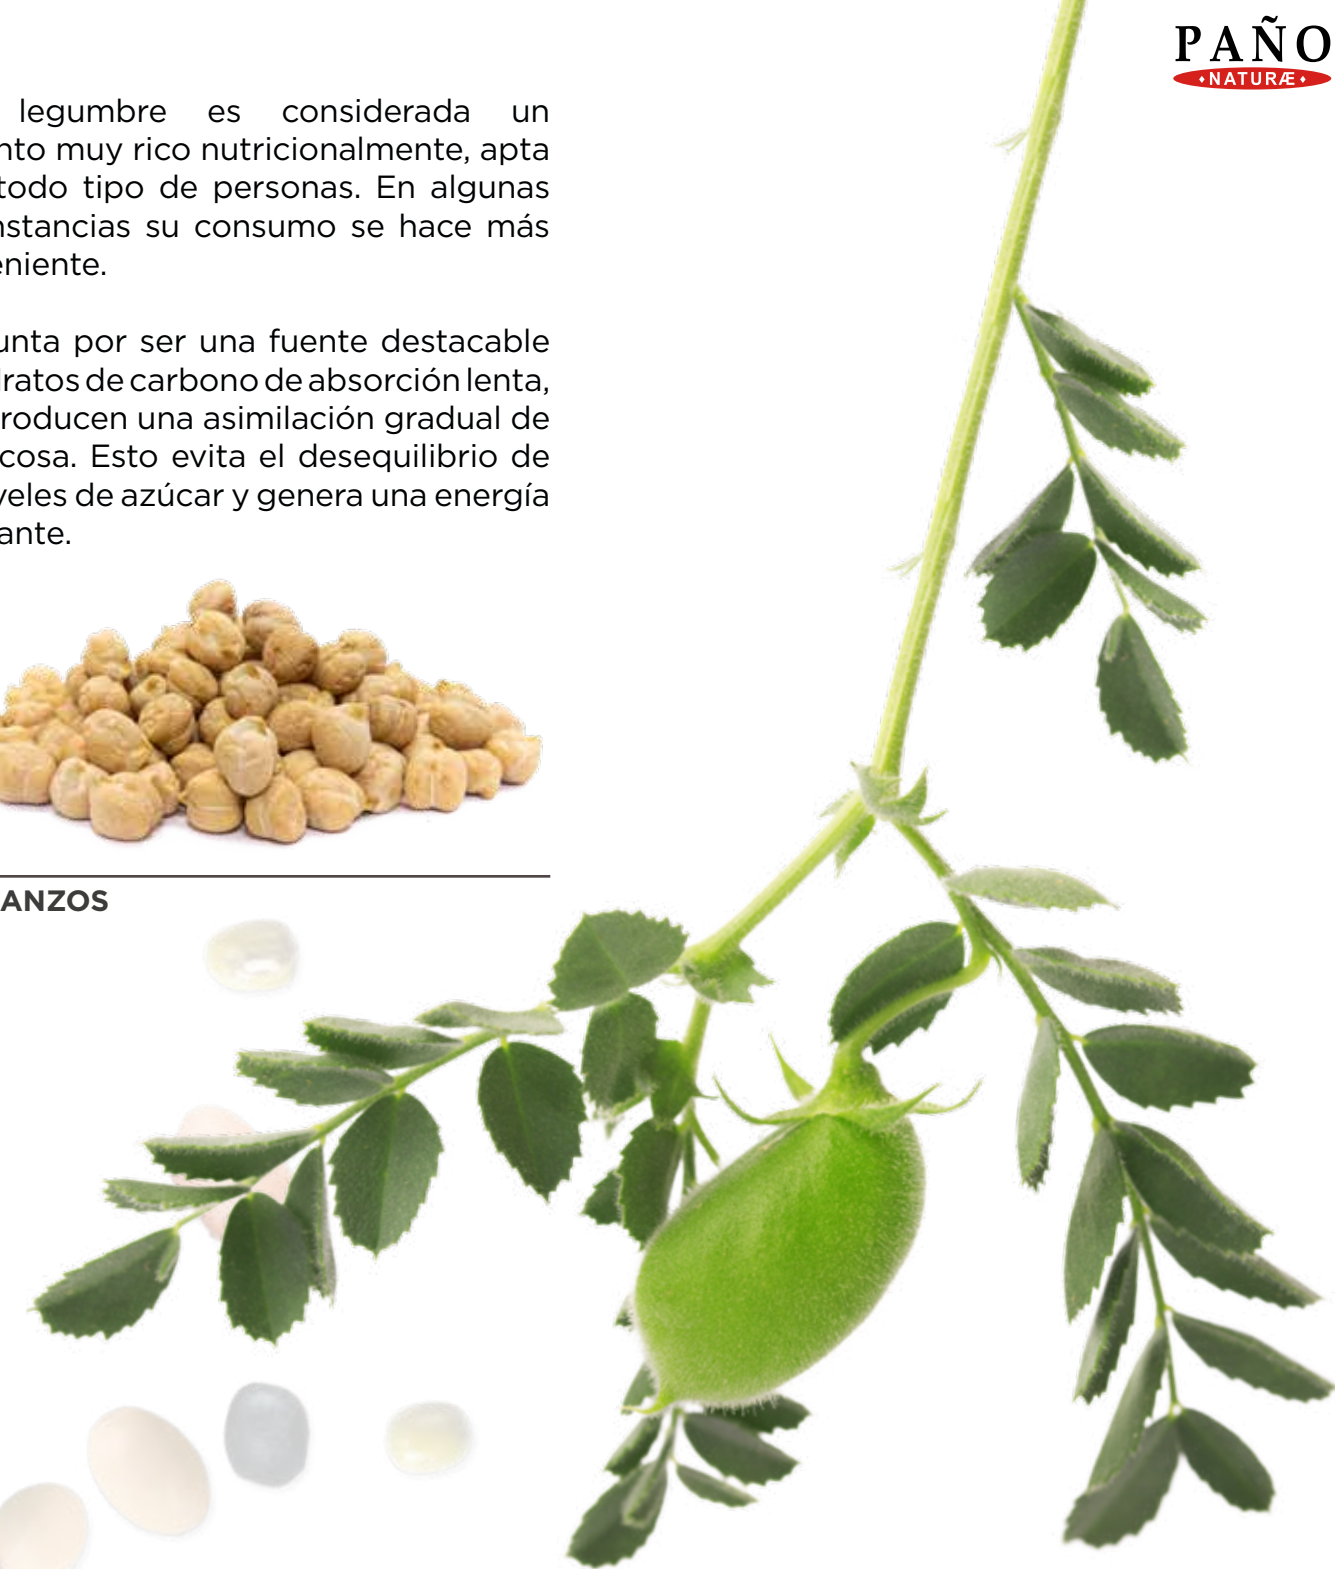 PAÑO
NATURÆ
legumbre es considerada un
nto muy rico nutricionalmente, apta
todo tipo de personas. En algunas
nstancias su consumo se hace más
eniente.
unta por ser una fuente destacable
dratos de carbono de absorción lenta,
producen una asimilación gradual de
cosa. Esto evita el desequilibrio de
veles de azúcar y genera una energía
ante.
ANZOS